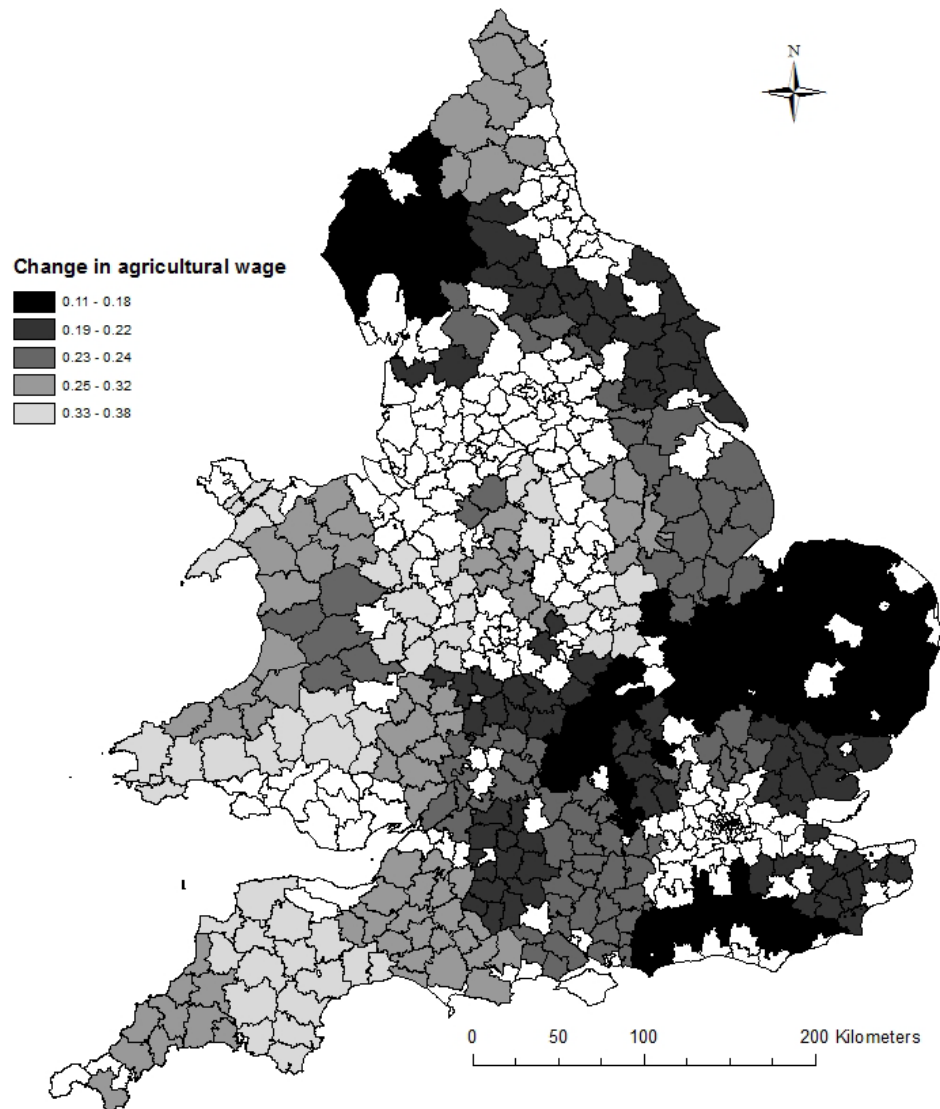 N
Change in agricultural wage
0.11 - 0.18
0.19 - 0.22
0.23 - 0.24
0.25 - 0.32
0.33 - 0.38
0 50 100 200 Kilometers